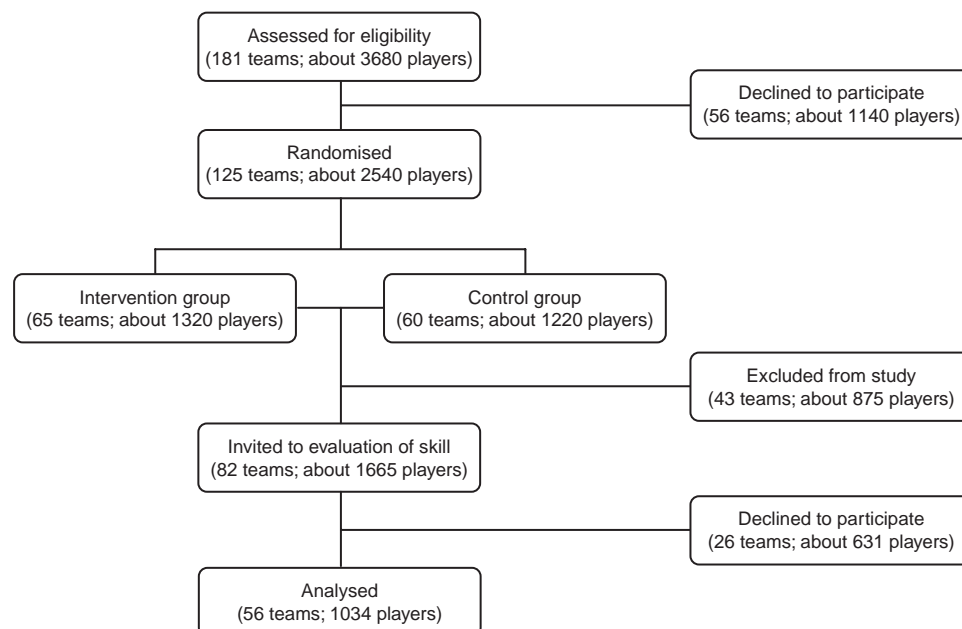 Assessed for eligibility
(181 teams; about 3680 players)
Declined to participate
(56 teams; about 1140 players)
Randomised
(125 teams; about 2540 players)
Intervention group
(65 teams; about 1320 players)
Control group
(60 teams; about 1220 players)
Excluded from study
(43 teams; about 875 players)
Invited to evaluation of skill
(82 teams; about 1665 players)
Declined to participate
(26 teams; about 631 players)
Analysed
(56 teams; 1034 players)